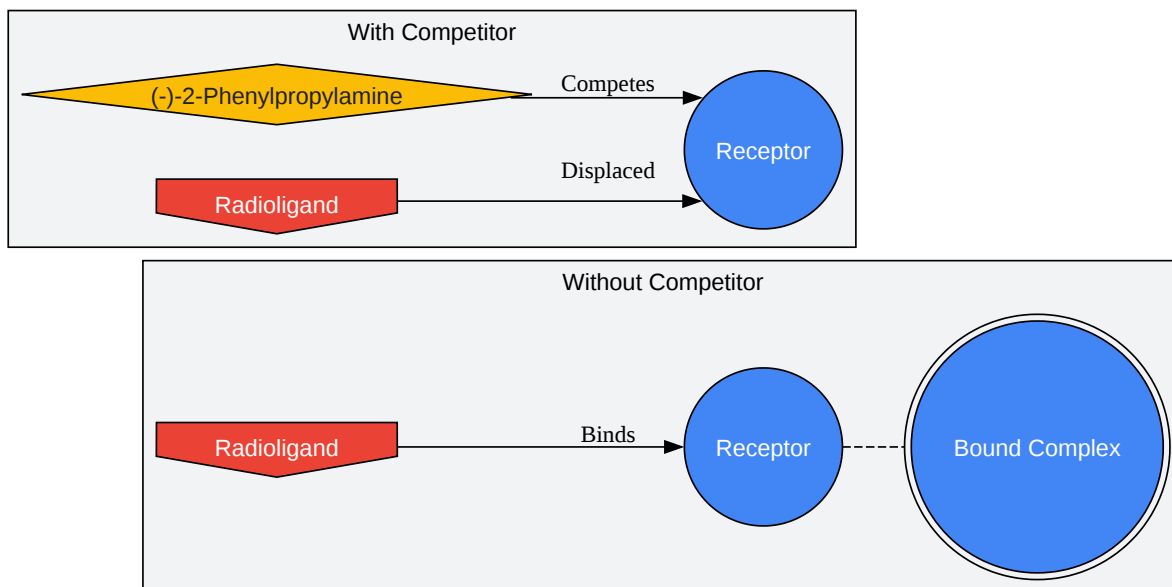 With Competitor
(-)-2-Phenylpropylamine
Competes
Receptor
Displaced
Radioligand
Without Competitor
Radioligand
Binds
Receptor
Bound Complex